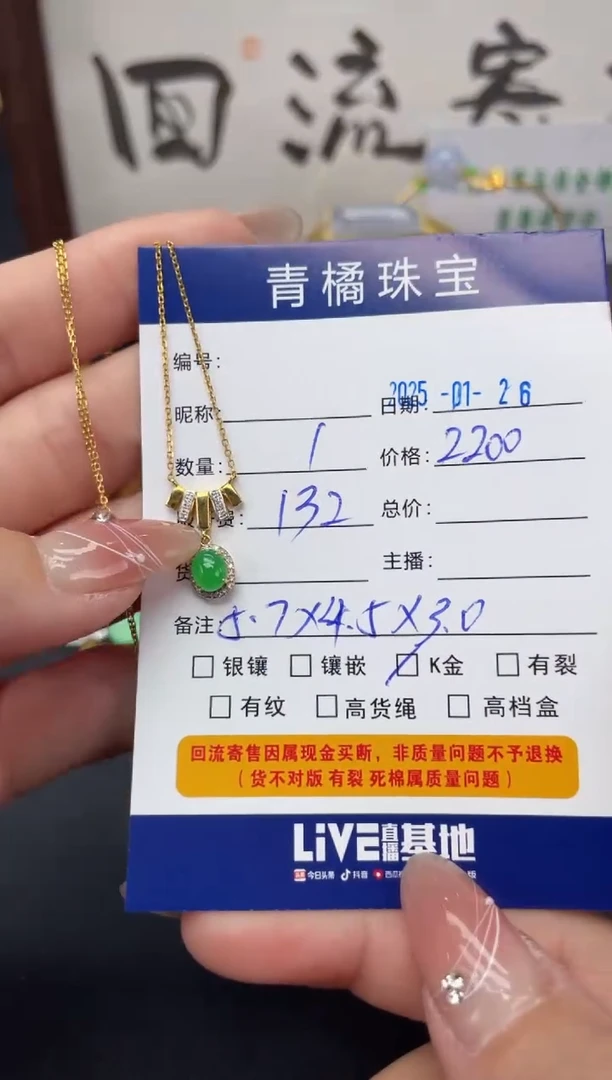 回流寄
青橘珠宝
编号:
昵称: 日期: 2025-01-26
数量: 1 价格: 2200
费: 132 总价:
货 主播:
备注: 5.7×4.5×3.0
□银镶 □镶嵌 □K金 □有裂
□有纹 □高货绳 □高档盒
回流寄售因属现金买断，非质量问题不予退换
（货不对版 有裂 死棉属质量问题）
LiVE直播基地
今日头条 抖音 西瓜